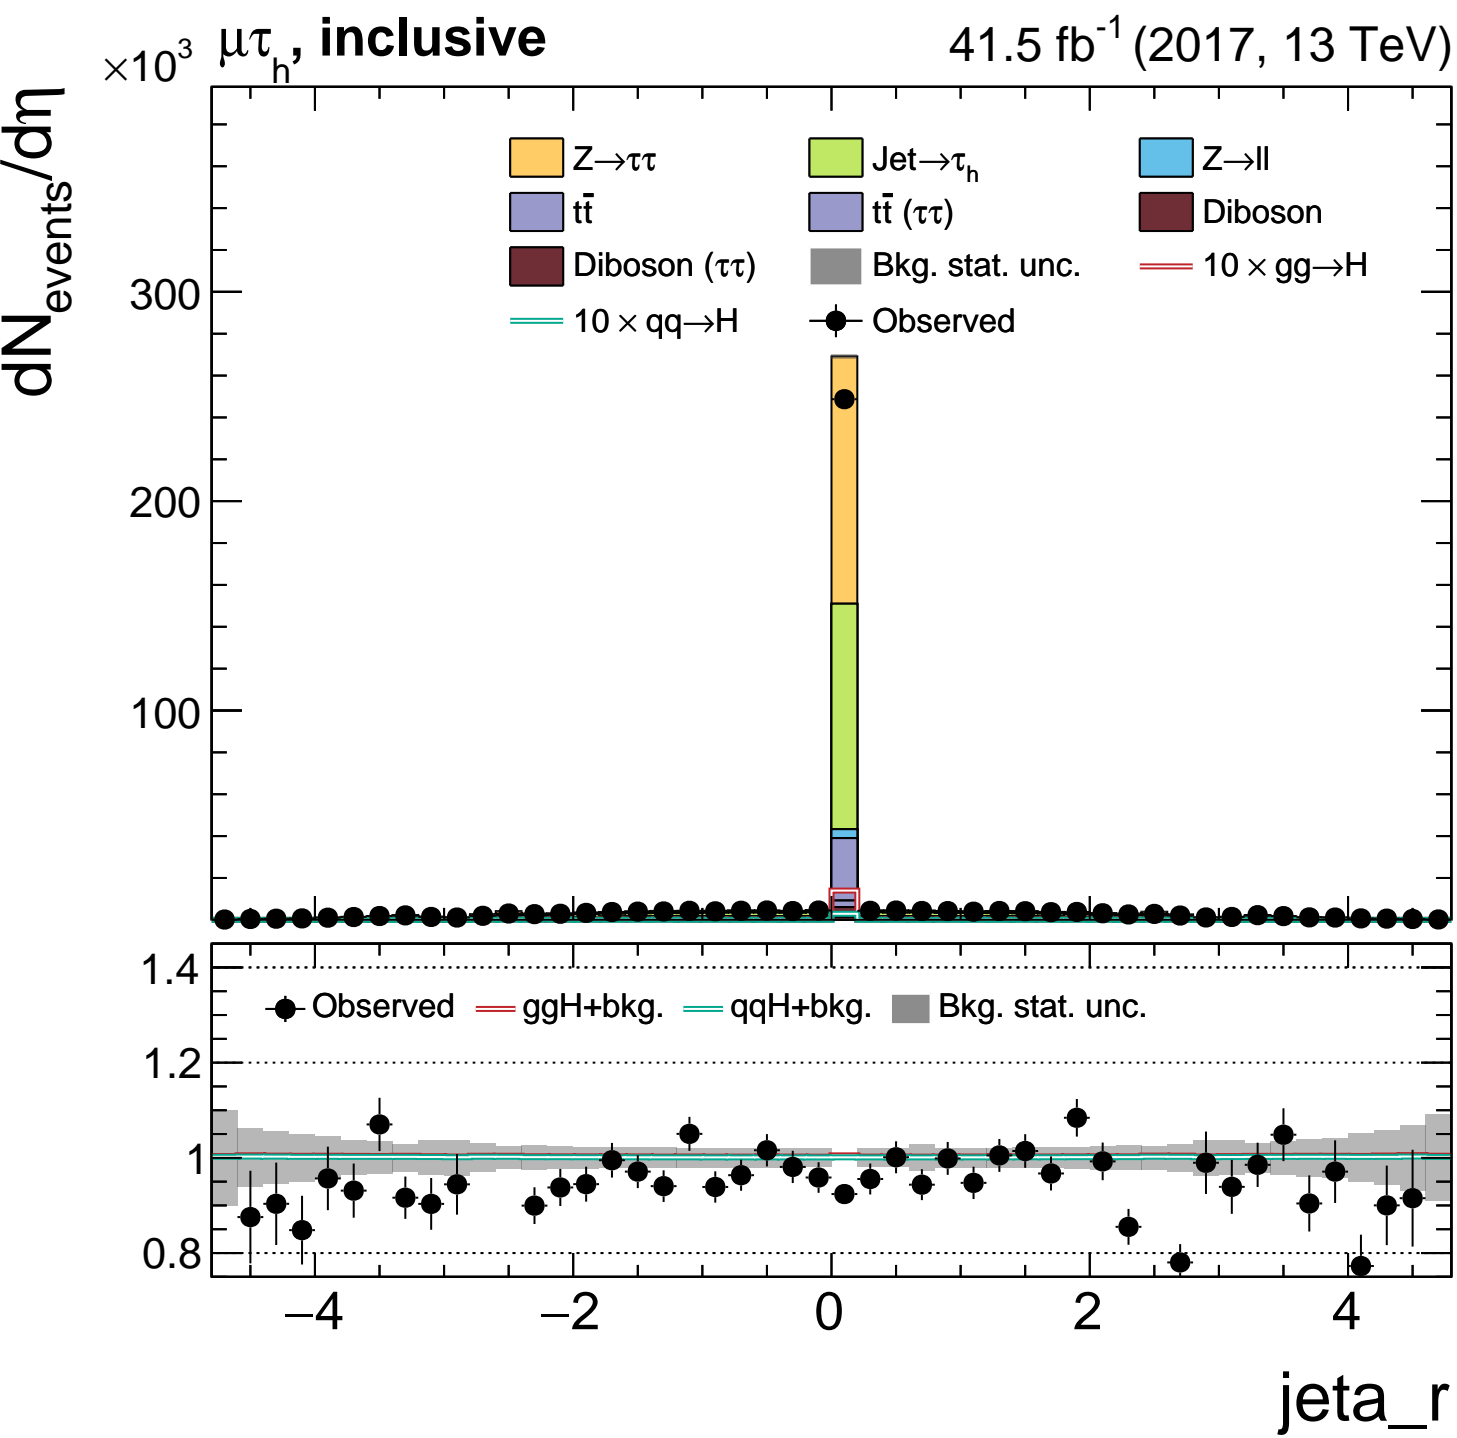 ×10³ μτh, inclusive 41.5 fb⁻¹ (2017, 13 TeV)
dNevents/dη
Z→ττ Jet→τh Z→ll
tt̄ tt̄ (ττ) Diboson
Diboson (ττ) Bkg. stat. unc. 10 × gg→H
10 × qq→H Observed
300
200
100
1.4
Observed ggH+bkg. qqH+bkg. Bkg. stat. unc.
1.2
1
0.8
−4 −2 0 2 4
jeta_r